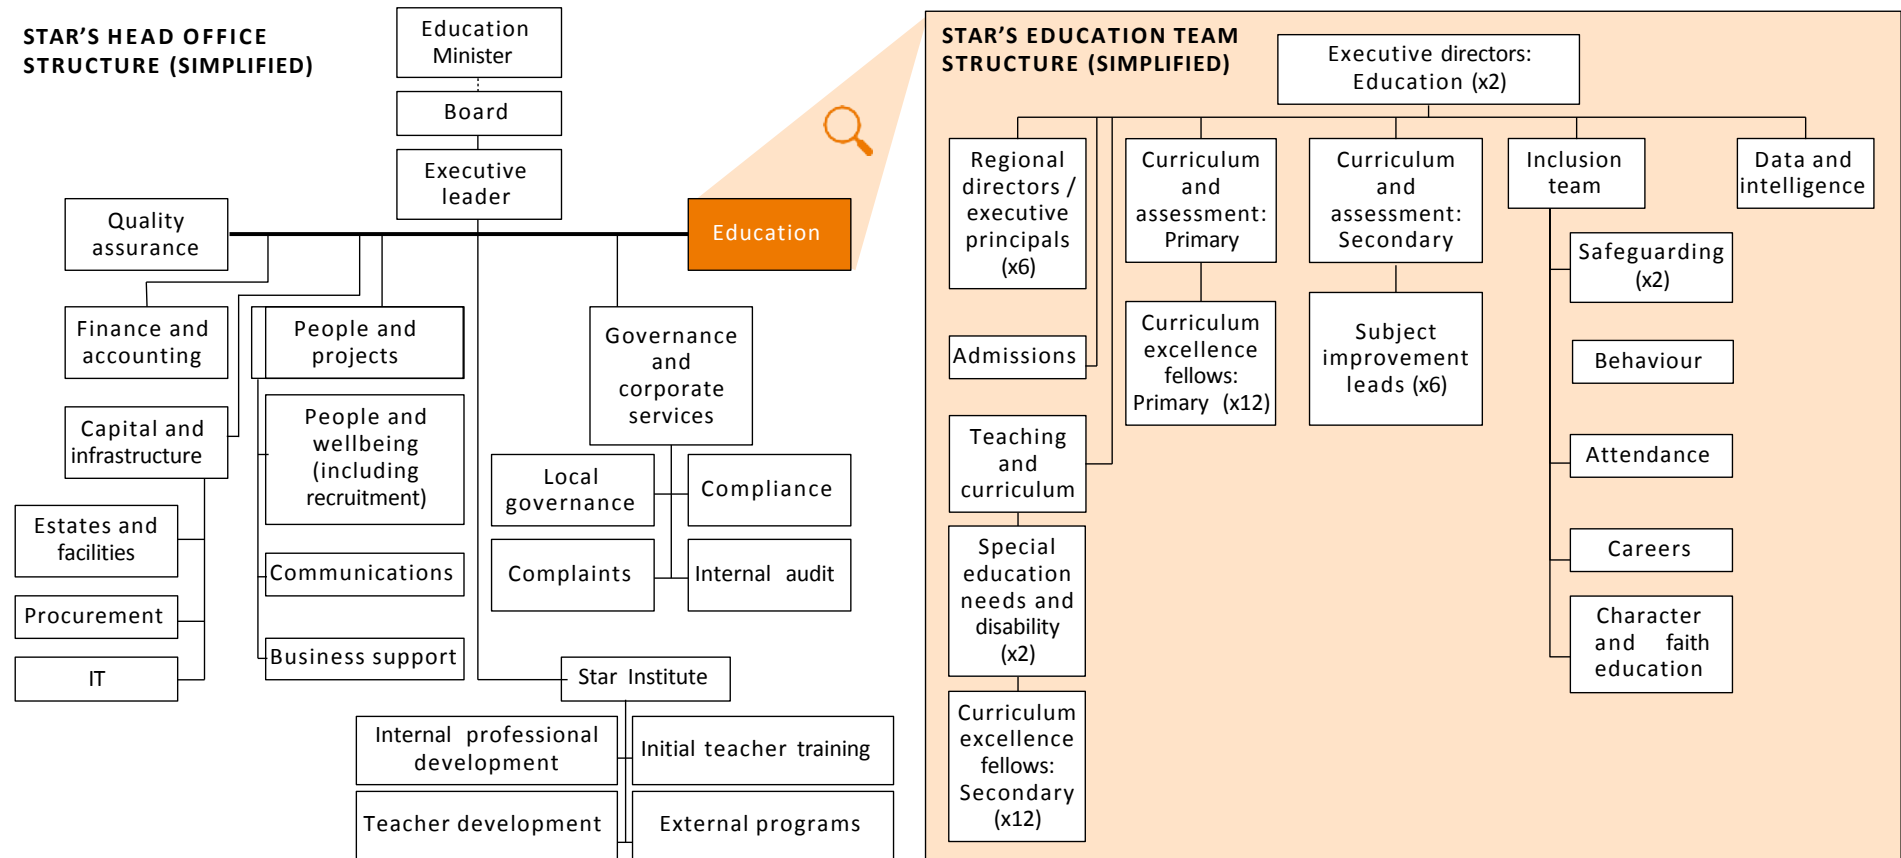 STAR'S HEAD OFFICE
STRUCTURE (SIMPLIFIED)
Education
Minister
Board
Executive
leader
Quality
assurance
Education
Finance and
accounting
People and
projects
Governance
and
corporate
services
Capital and
infrastructure
People and
wellbeing
(including
recruitment)
Local
governance
Compliance
Estates and
facilities
Communications
Complaints
Internal audit
Procurement
Business support
IT
Star Institute
Internal professional
development
Initial teacher training
Teacher development
External programs
STAR'S EDUCATION TEAM
STRUCTURE (SIMPLIFIED)
Executive directors:
Education (x2)
Regional
directors /
executive
principals
(x6)
Curriculum
and
assessment:
Primary
Curriculum
and
assessment:
Secondary
Inclusion
team
Data and
intelligence
Admissions
Curriculum
excellence
fellows:
Primary (x12)
Subject
improvement
leads (x6)
Safeguarding
(x2)
Behaviour
Teaching
and
curriculum
Attendance
Special
education
needs and
disability
(x2)
Careers
Curriculum
excellence
fellows:
Secondary
(x12)
Character
and faith
education